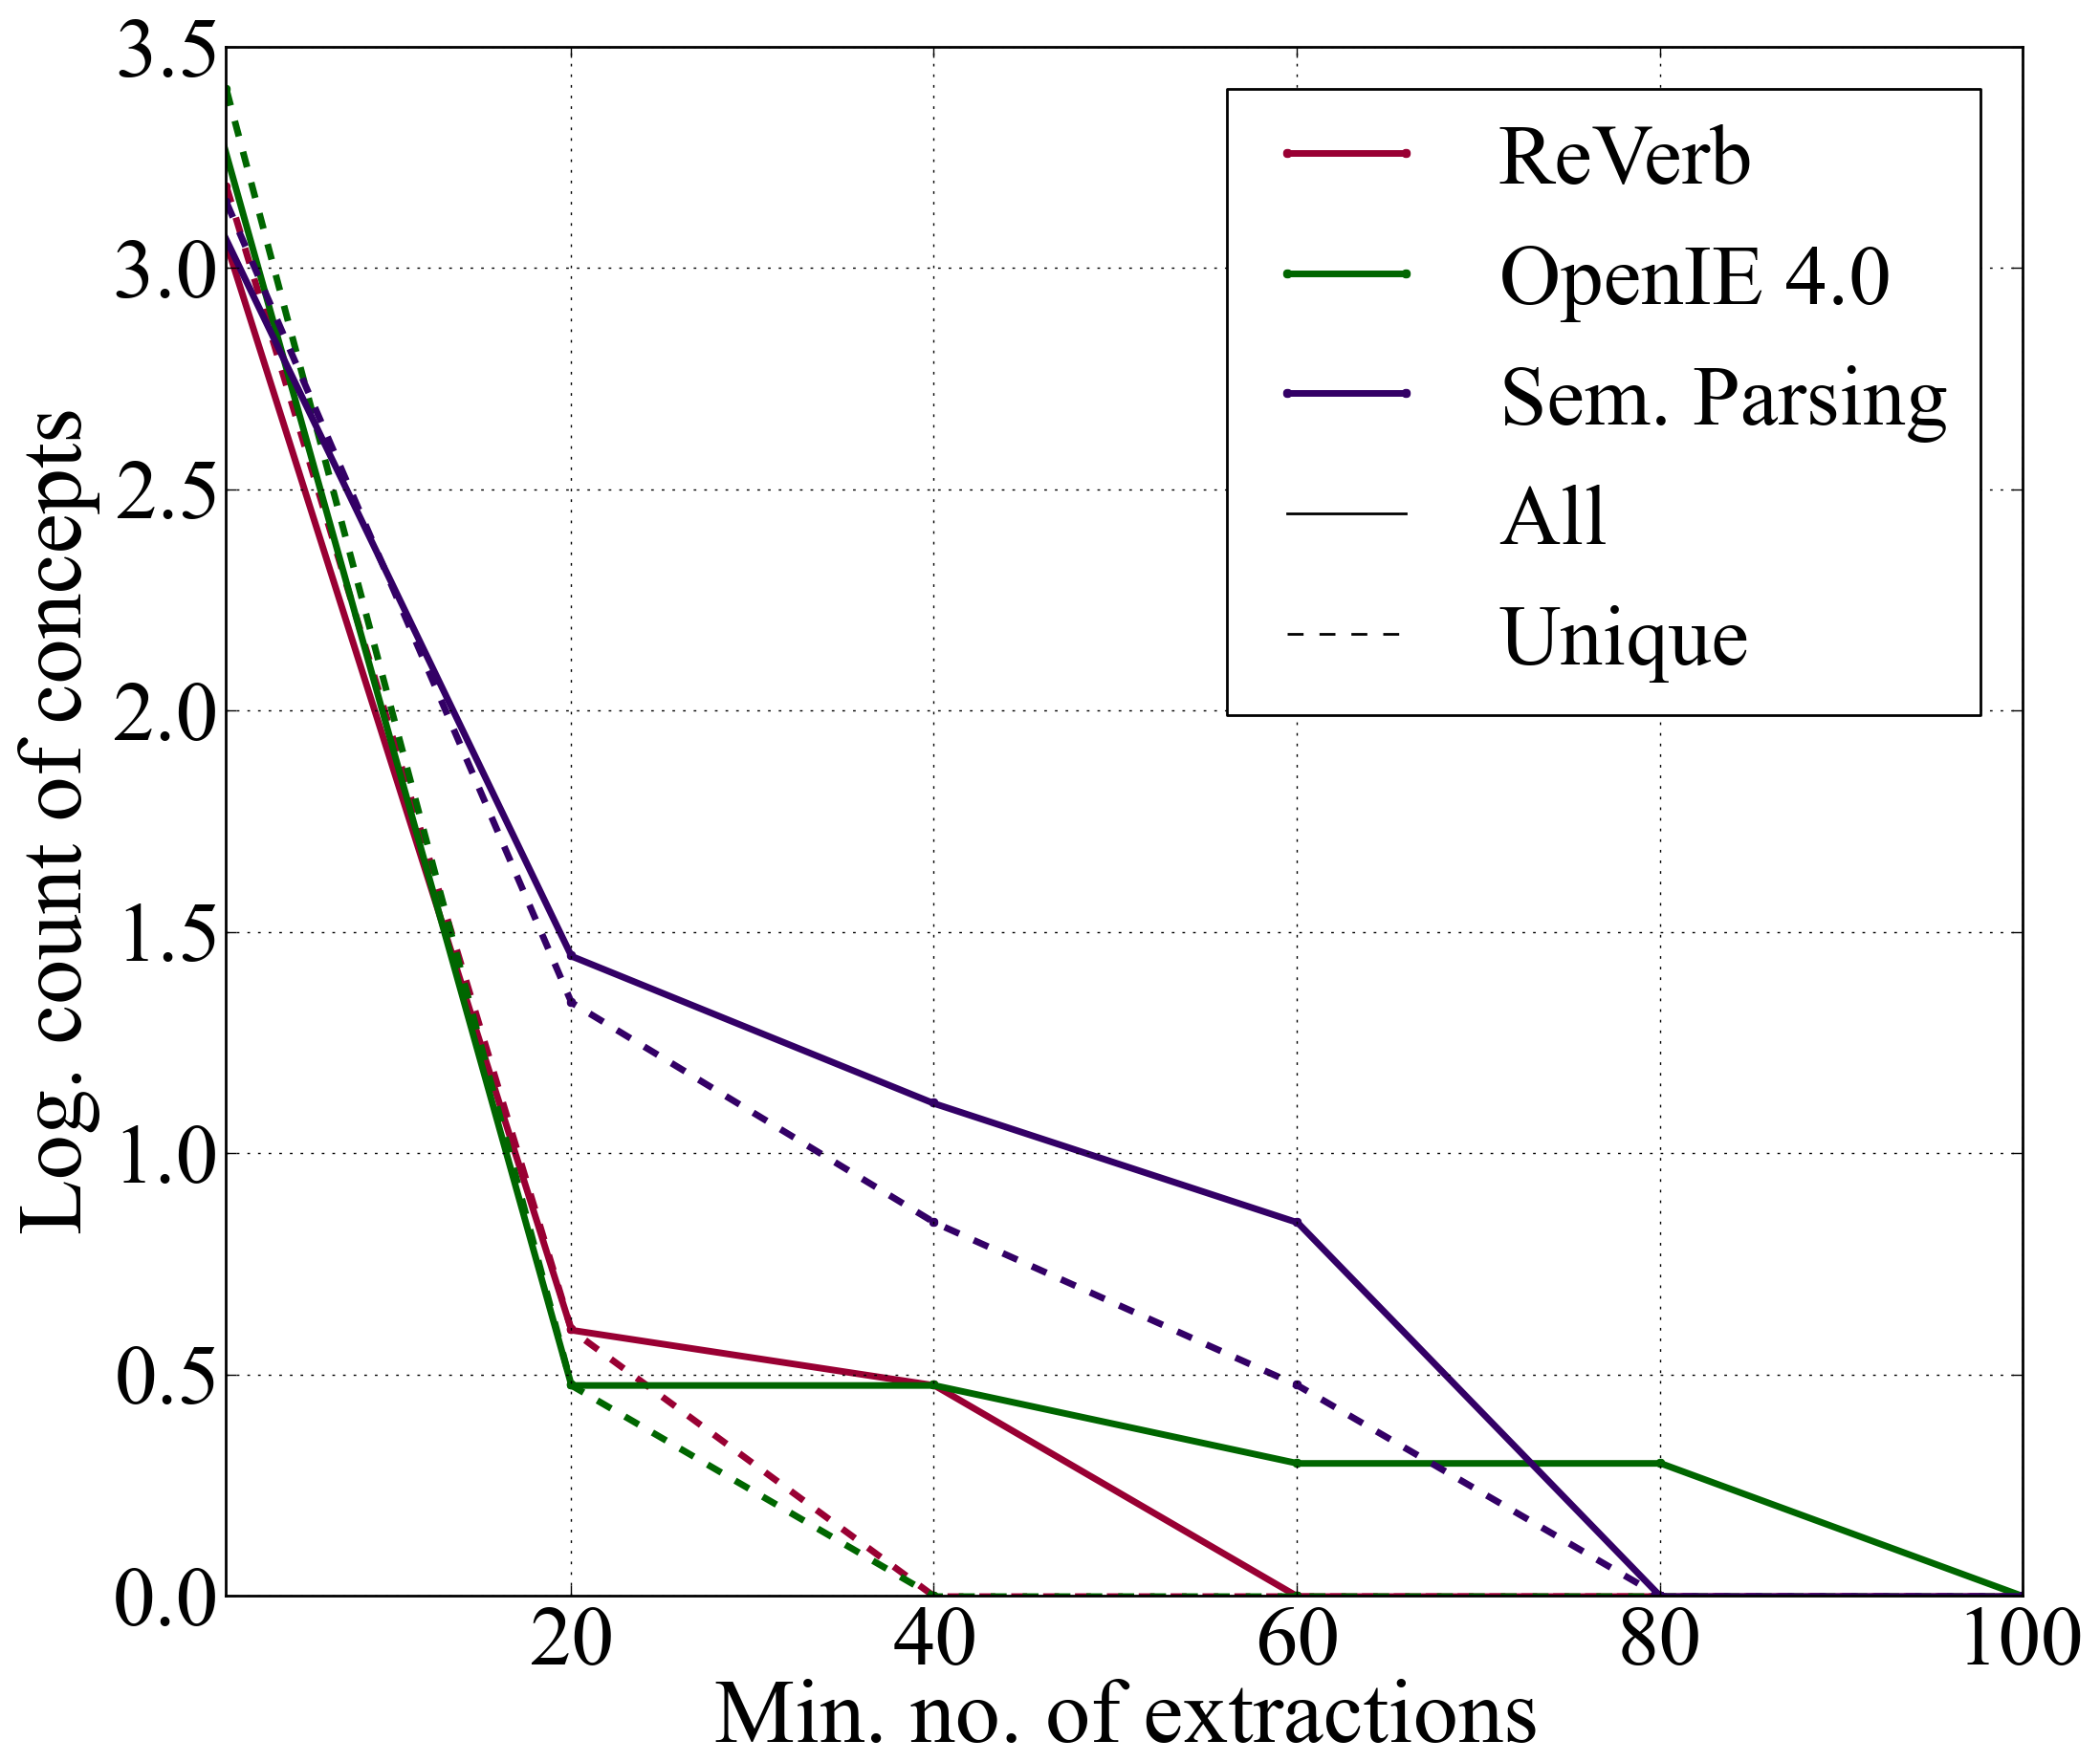 Log. count of concepts
3.5
3.0
2.5
2.0
1.5
1.0
0.5
0.0
ReVerb
OpenIE 4.0
Sem. Parsing
All
Unique
20 40 60 80 100
Min. no. of extractions